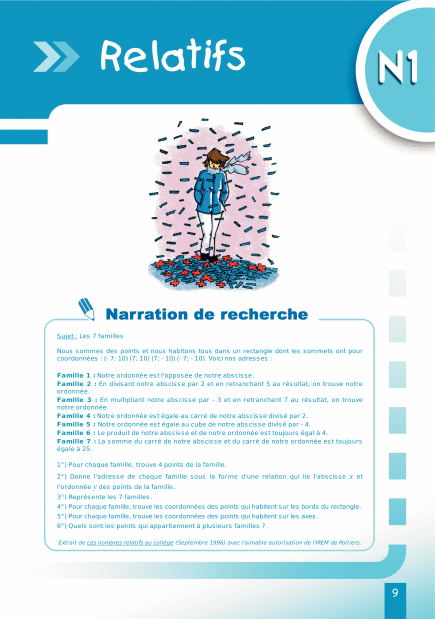 Relatifs
N1
Narration de recherche
Sujet : Les 7 familles
Nous sommes des points et nous habitons tous dans un rectangle dont les sommets ont pour
coordonnées : (- 7; 10) (7; 10) (7; - 10) (- 7; - 10). Voici nos adresses :
Famille 1 : Notre ordonnée est l'opposée de notre abscisse.
Famille 2 : En divisant notre abscisse par 2 et en retranchant 5 au résultat, on trouve notre
ordonnée.
Famille 3 : En multipliant notre abscisse par - 3 et en retranchant 7 au résultat, on trouve
notre ordonnée.
Famille 4 : Notre ordonnée est égale au carré de notre abscisse divisé par 2.
Famille 5 : Notre ordonnée est égale au cube de notre abscisse divisé par - 4.
Famille 6 : Le produit de notre abscisse et de notre ordonnée est toujours égal à 4.
Famille 7 : La somme du carré de notre abscisse et du carré de notre ordonnée est toujours
égale à 25.
1°) Pour chaque famille, trouve 4 points de la famille.
2°) Donne l'adresse de chaque famille sous la forme d'une relation qui lie l'abscisse x et
l'ordonnée y des points de la famille.
3°) Représente les 7 familles.
4°) Pour chaque famille, trouve les coordonnées des points qui habitent sur les bords du rectangle.
5°) Pour chaque famille, trouve les coordonnées des points qui habitent sur les axes.
6°) Quels sont les points qui appartiennent à plusieurs familles ?
Extrait de Les nombres relatifs au collège (Septembre 1996) avec l'aimable autorisation de l'IREM de Poitiers.
9